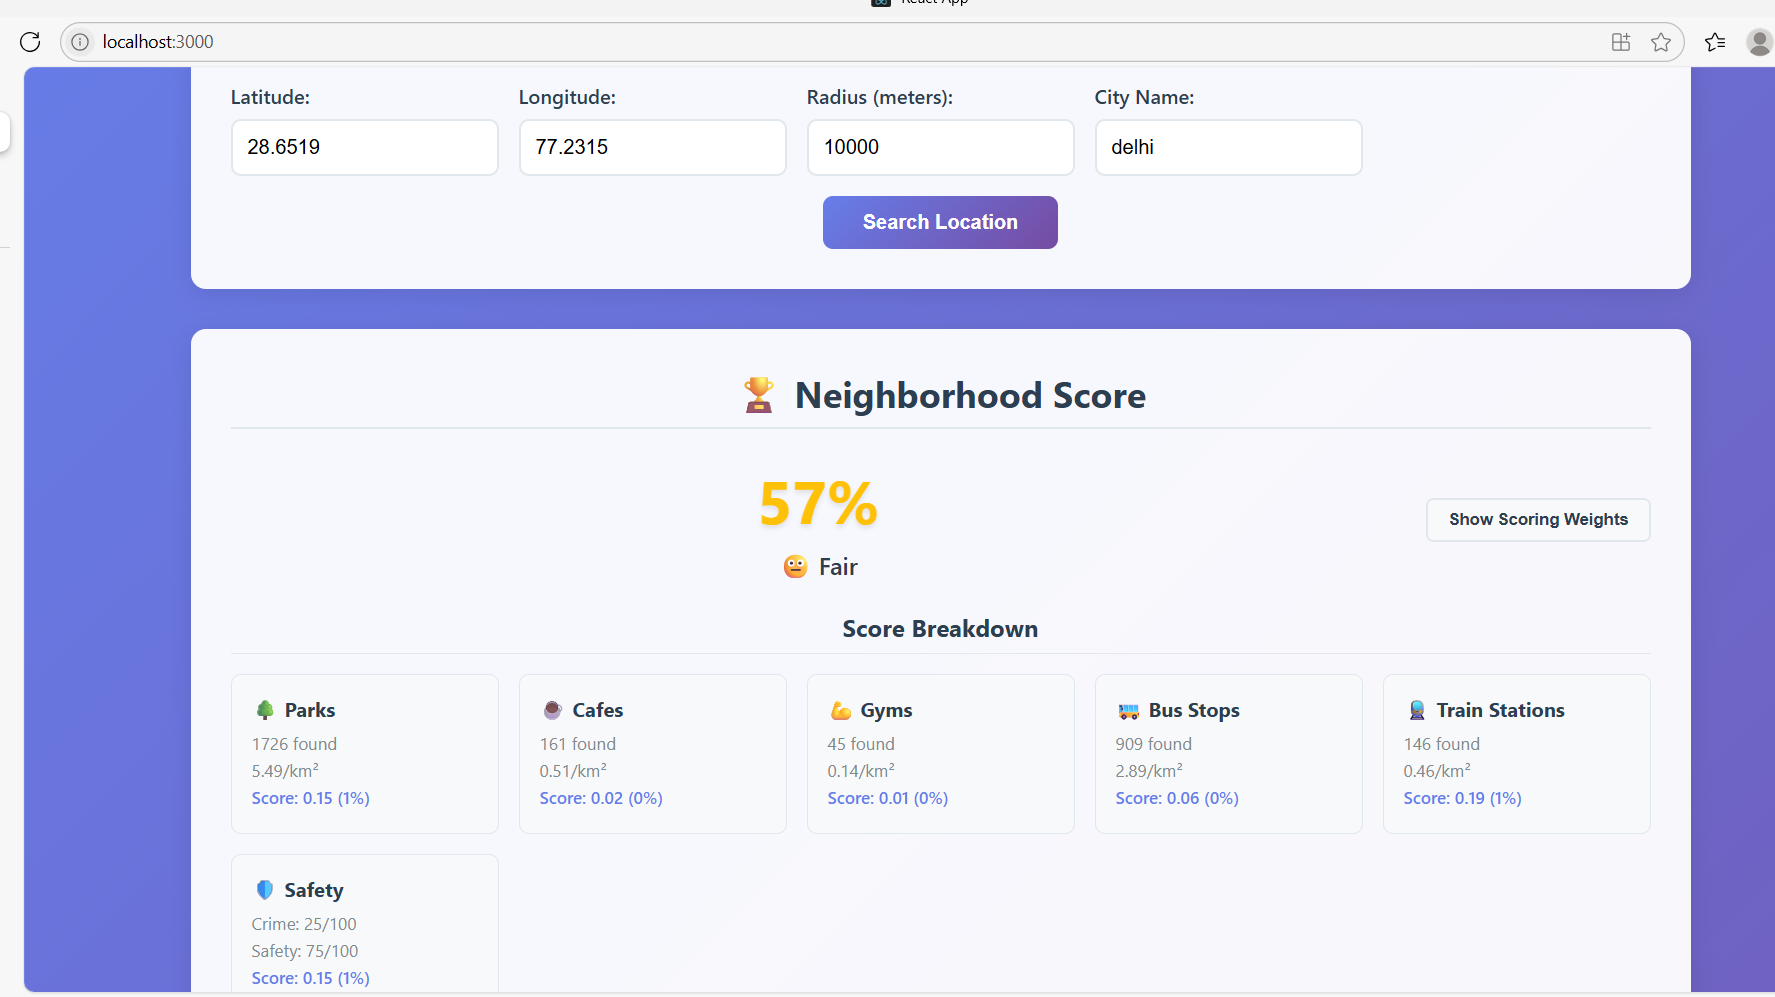 React App
localhost:3000
Latitude: Longitude: Radius (meters): City Name:
28.6519 77.2315 10000 delhi
Search Location
🏆 Neighborhood Score
57%
Show Scoring Weights
😐 Fair
Score Breakdown
🌳 Parks
1726 found
5.49/km²
Score: 0.15 (1%)
☕ Cafes
161 found
0.51/km²
Score: 0.02 (0%)
💪 Gyms
45 found
0.14/km²
Score: 0.01 (0%)
🚌 Bus Stops
909 found
2.89/km²
Score: 0.06 (0%)
🚇 Train Stations
146 found
0.46/km²
Score: 0.19 (1%)
🛡️ Safety
Crime: 25/100
Safety: 75/100
Score: 0.15 (1%)